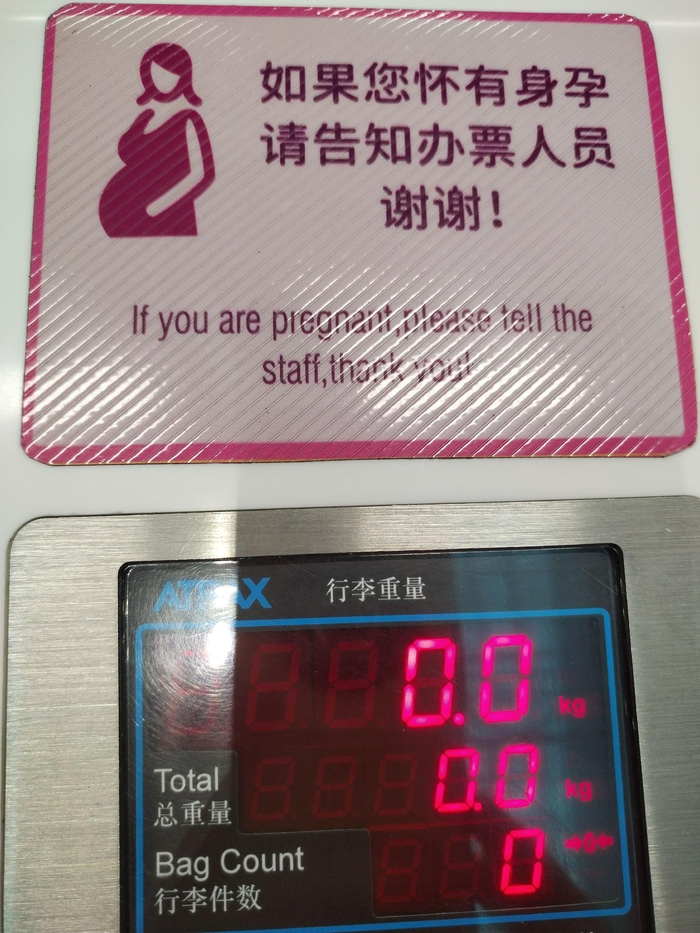 如果您怀有身孕
请告知办票人员
谢谢！
If you are pregnant,please tell the
staff,thank you!
ATRAX 行李重量
0.0 kg
Total 0.0 kg
总重量
Bag Count 0 →0←
行李件数